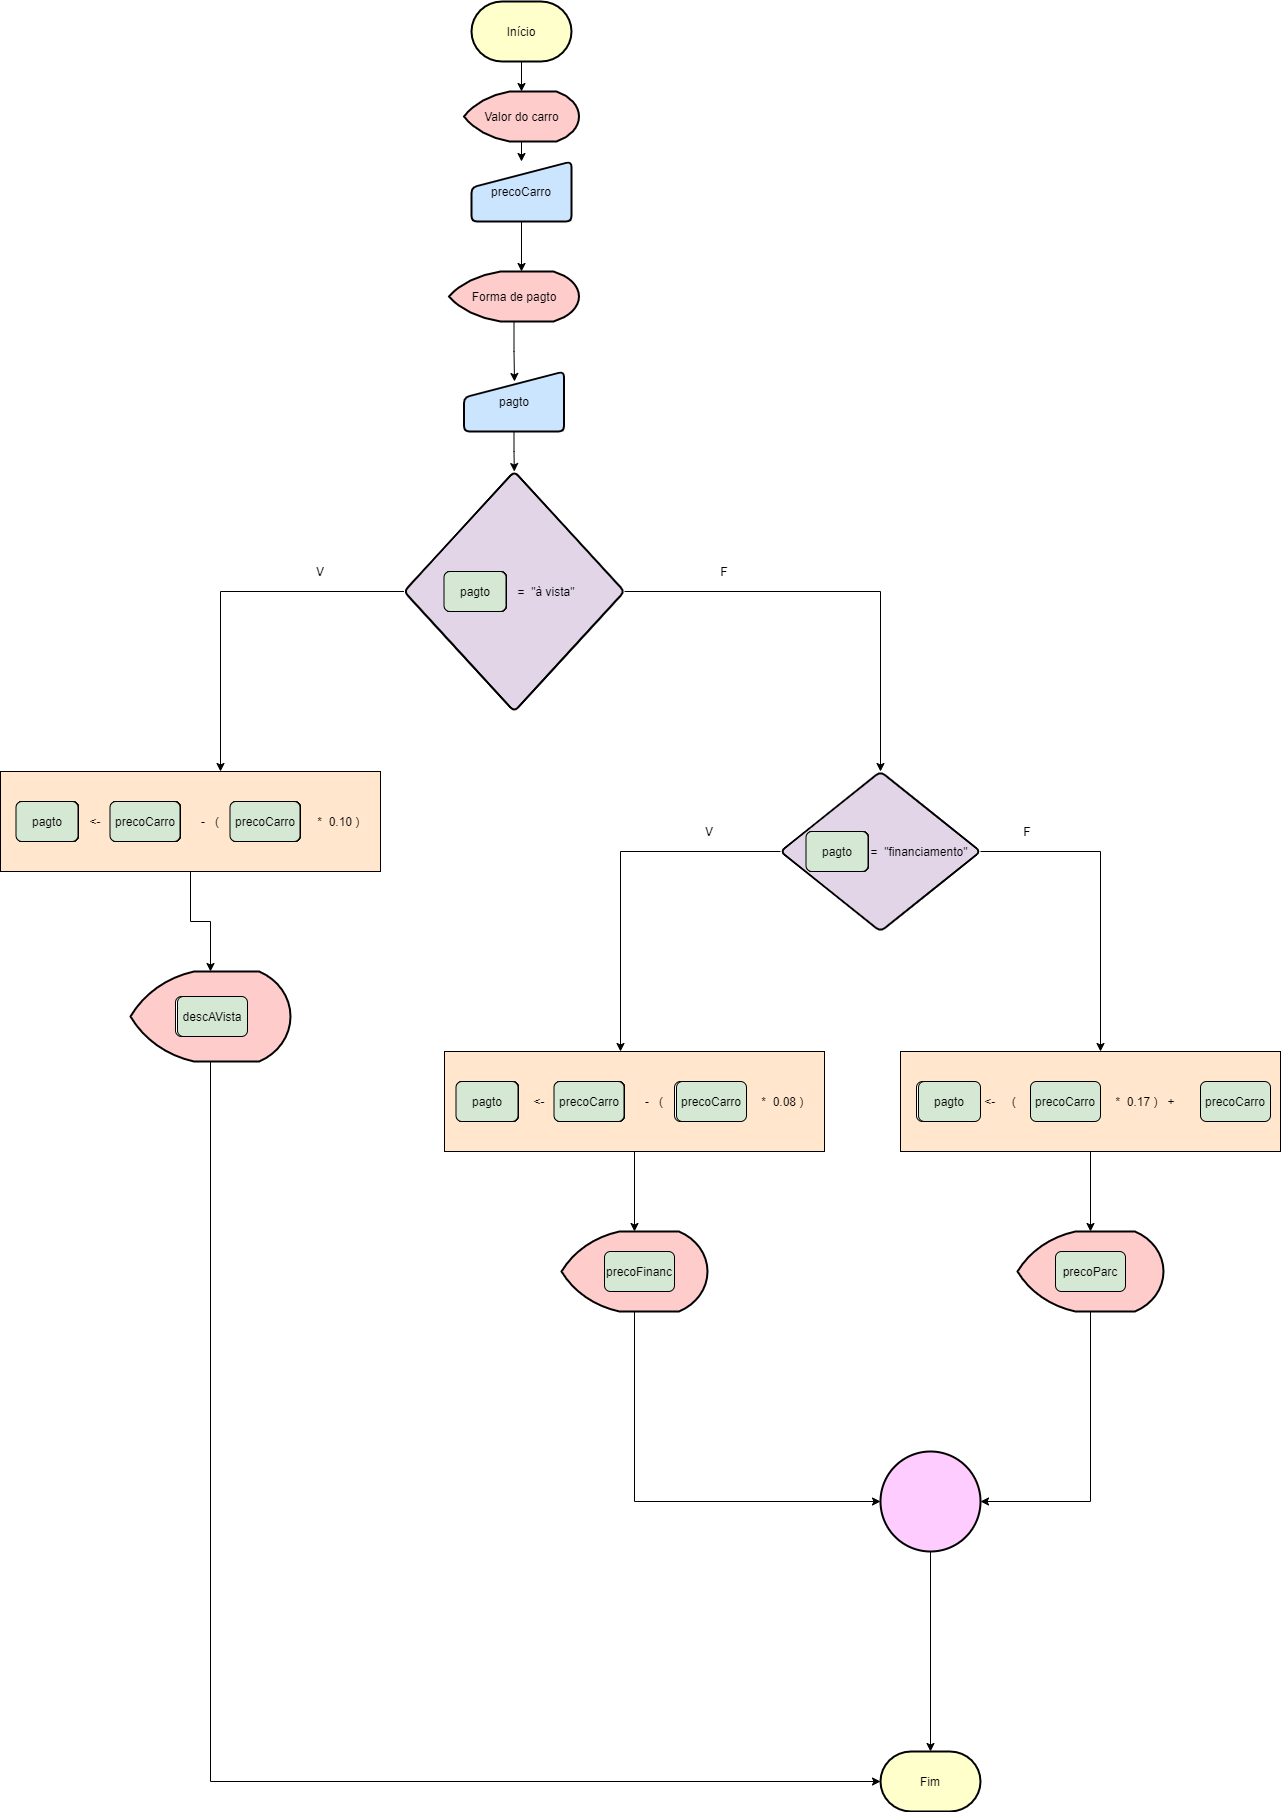 Início
Valor do carro
precoCarro
Forma de pagto
pagto
V
F
pagto = "à vista"
pagto <- precoCarro - ( precoCarro * 0.10 )
V
F
pagto = "financiamento"
descAVista
pagto <- precoCarro - ( precoCarro * 0.08 )
pagto <- ( precoCarro * 0.17 ) + precoCarro
precoFinanc
precoParc
Fim